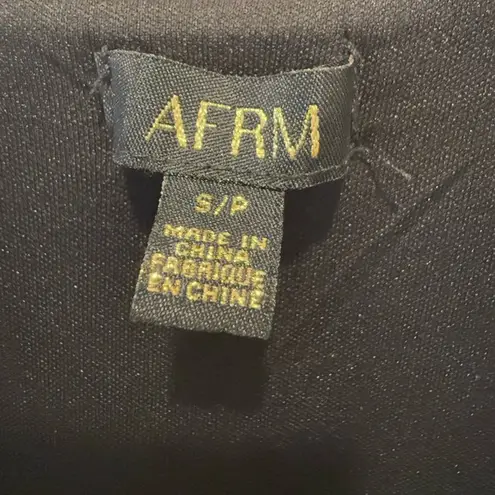 AFRM
S/P
MADE IN
CHINA
FABRIQUE
EN CHINE